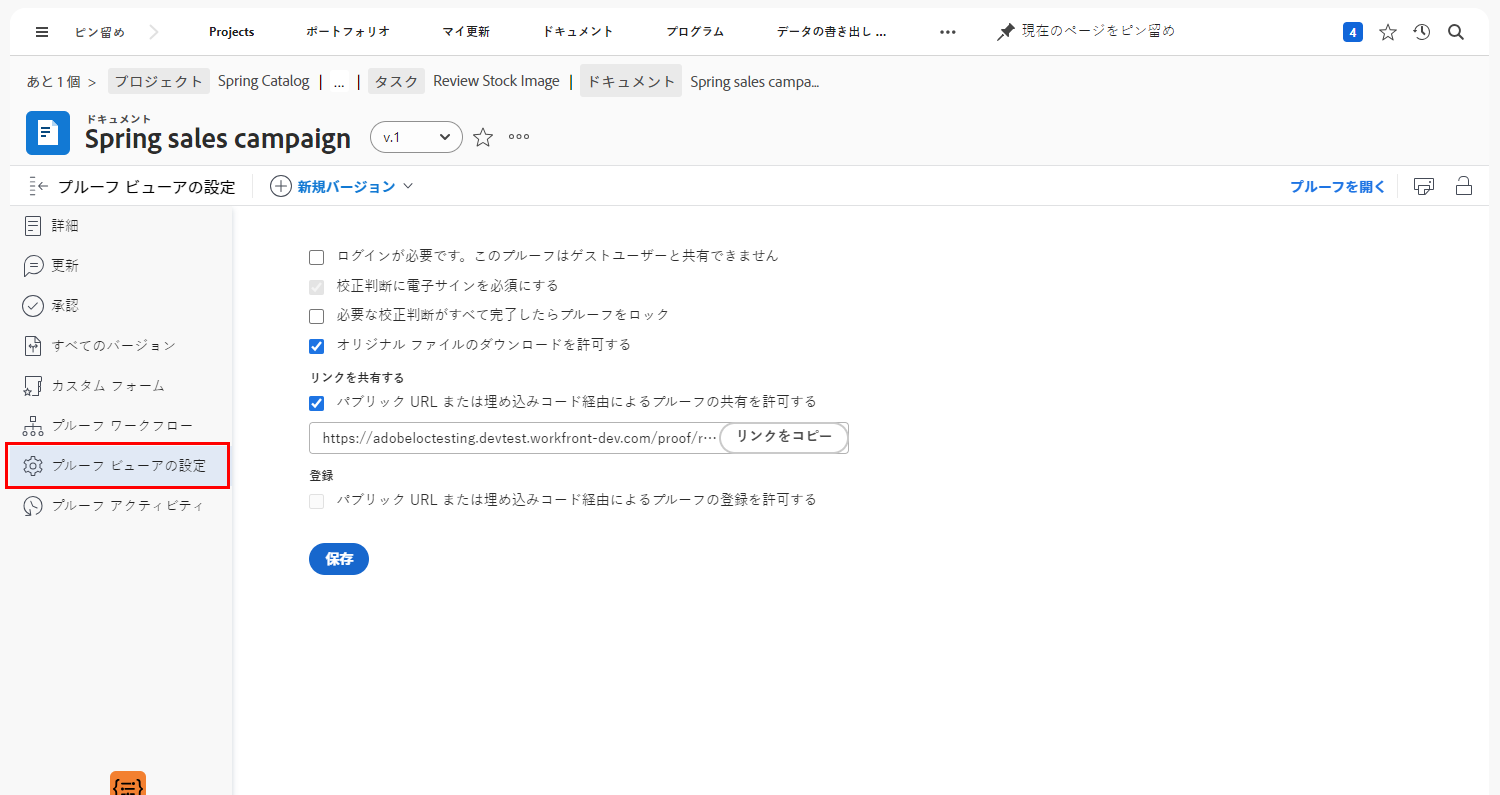 ピン留め Projects ポートフォリオ マイ更新 ドキュメント プログラム データの書き出し ... 現在のページをピン留め 4
あと1個 > プロジェクト Spring Catalog | ... | タスク Review Stock Image | ドキュメント Spring sales campa...
ドキュメント
Spring sales campaign v.1
プルーフ ビューアの設定 新規バージョン プルーフを開く
詳細
更新
承認
すべてのバージョン
カスタム フォーム
プルーフ ワークフロー
プルーフ ビューアの設定
プルーフ アクティビティ
ログインが必要です。このプルーフはゲストユーザーと共有できません
校正判断に電子サインを必須にする
必要な校正判断がすべて完了したらプルーフをロック
オリジナル ファイルのダウンロードを許可する
リンクを共有する
パブリック URL または埋め込みコード経由によるプルーフの共有を許可する
https://adobeloctesting.devtest.workfront-dev.com/proof/r… リンクをコピー
登録
パブリック URL または埋め込みコード経由によるプルーフの登録を許可する
保存